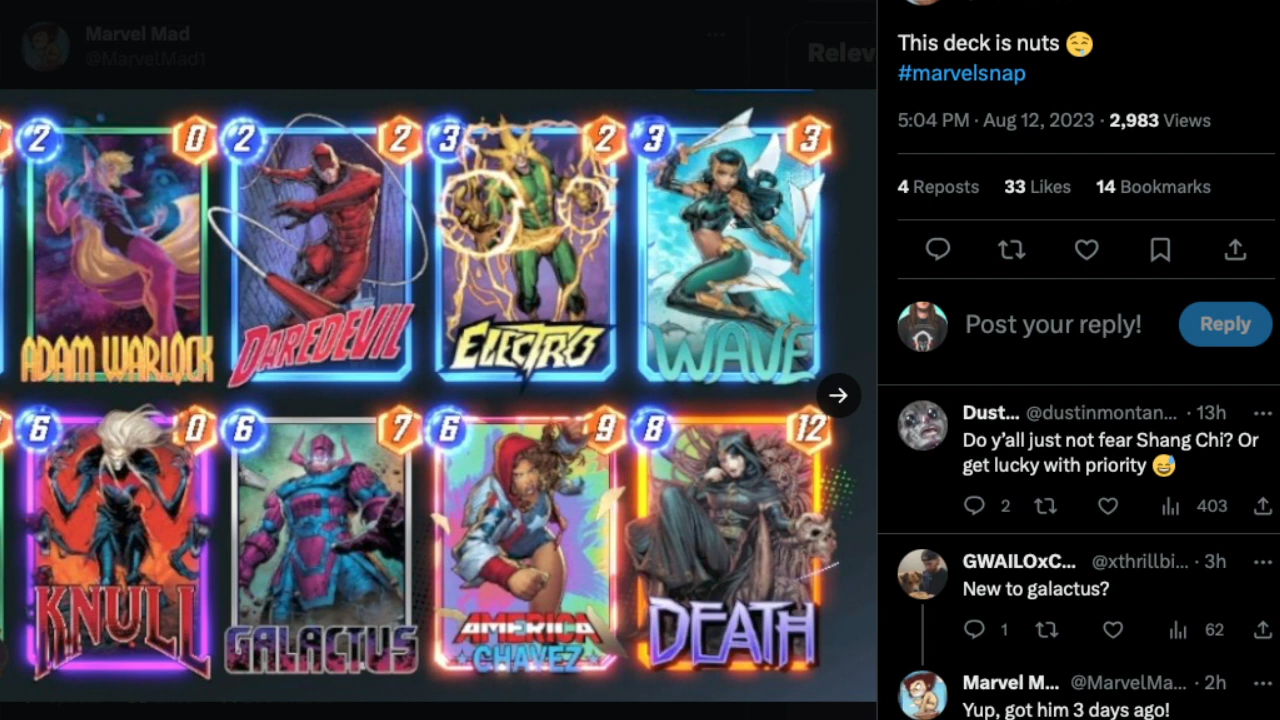 Marvel Mad
@MarvelMad1
Relev
2 0 2 2 3 2 3 3
ADAM WARLOCK
DAREDEVIL
ELECTRO
WAVE
6 0 6 7 6 9 8 12
KNULL
GALACTUS
AMERICA
CHAVEZ
DEATH
This deck is nuts 🤤
#marvelsnap
5:04 PM · Aug 12, 2023 · 2,983 Views
4 Reposts 33 Likes 14 Bookmarks
Post your reply! Reply
Dust... @dustinmontan... · 13h
Do y'all just not fear Shang Chi? Or
get lucky with priority 😅
2 403
GWAILOxC... @xthrillbi... · 3h
New to galactus?
1 62
Marvel M... @MarvelMa... · 2h
Yup, got him 3 days ago!